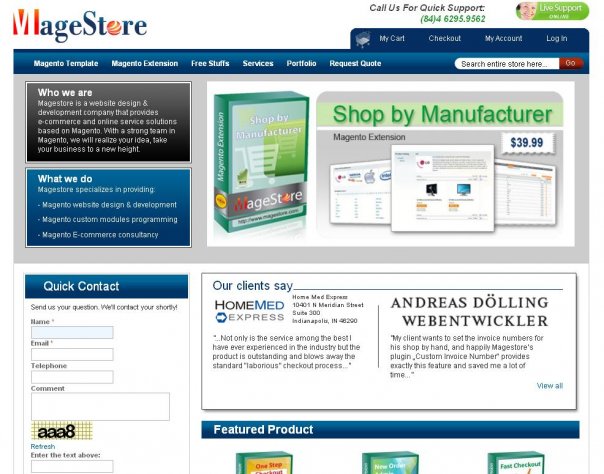 MageStore
Call Us For Quick Support:
(84)4 6295.9562
Live Support
ONLINE
My Cart
Checkout
My Account
Log In
Magento Template
Magento Extension
Free Stuffs
Services
Portfolio
Request Quote
Search entire store here...
Go
Who we are
Magestore is a website design &
development company that provides
e-commerce and online service solutions
based on Magento. With a strong team in
Magento, we will realize your idea, take
your business to a new height.
What we do
Magestore specializes in providing:
- Magento website design & development
- Magento custom modules programming
- Magento E-commerce consultancy
Magento Extension
Shop by
Manufacturer
MageStore
http://www.magestore.com
Shop by Manufacturer
Magento Extension
$39.99
LG
intel
Quick Contact
Send us your question. We'll contact your shortly!
Name *
Email *
Telephone
Comment
aaa8
Refresh
Enter the text above:
Our clients say
HOMEMED
EXPRESS
Home Med Express
10401 N Meridian Street
Suite 300
Indianapolis, IN 46290
"...Not only is the service among the best I
have ever experienced in the industry but the
product is outstanding and blows away the
standard "laborious" checkout process..."
ANDREAS DÖLLING
WEBENTWICKLER
"My client wants to set the invoice numbers for
his shop by hand, and happily Magestore's
plugin „Custom Invoice Number" provides
exactly this feature and saved me a lot of
time..."
View all
Featured Product
One Step
Checkout
New Order
Fast Checkout